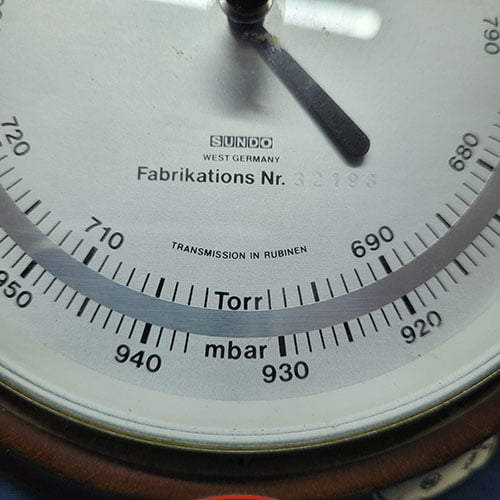 790
720
680
SUNDO
WEST GERMANY
Fabrikations Nr. 32193
710
690
TRANSMISSION IN RUBINEN
Torr
950
920
940
mbar
930